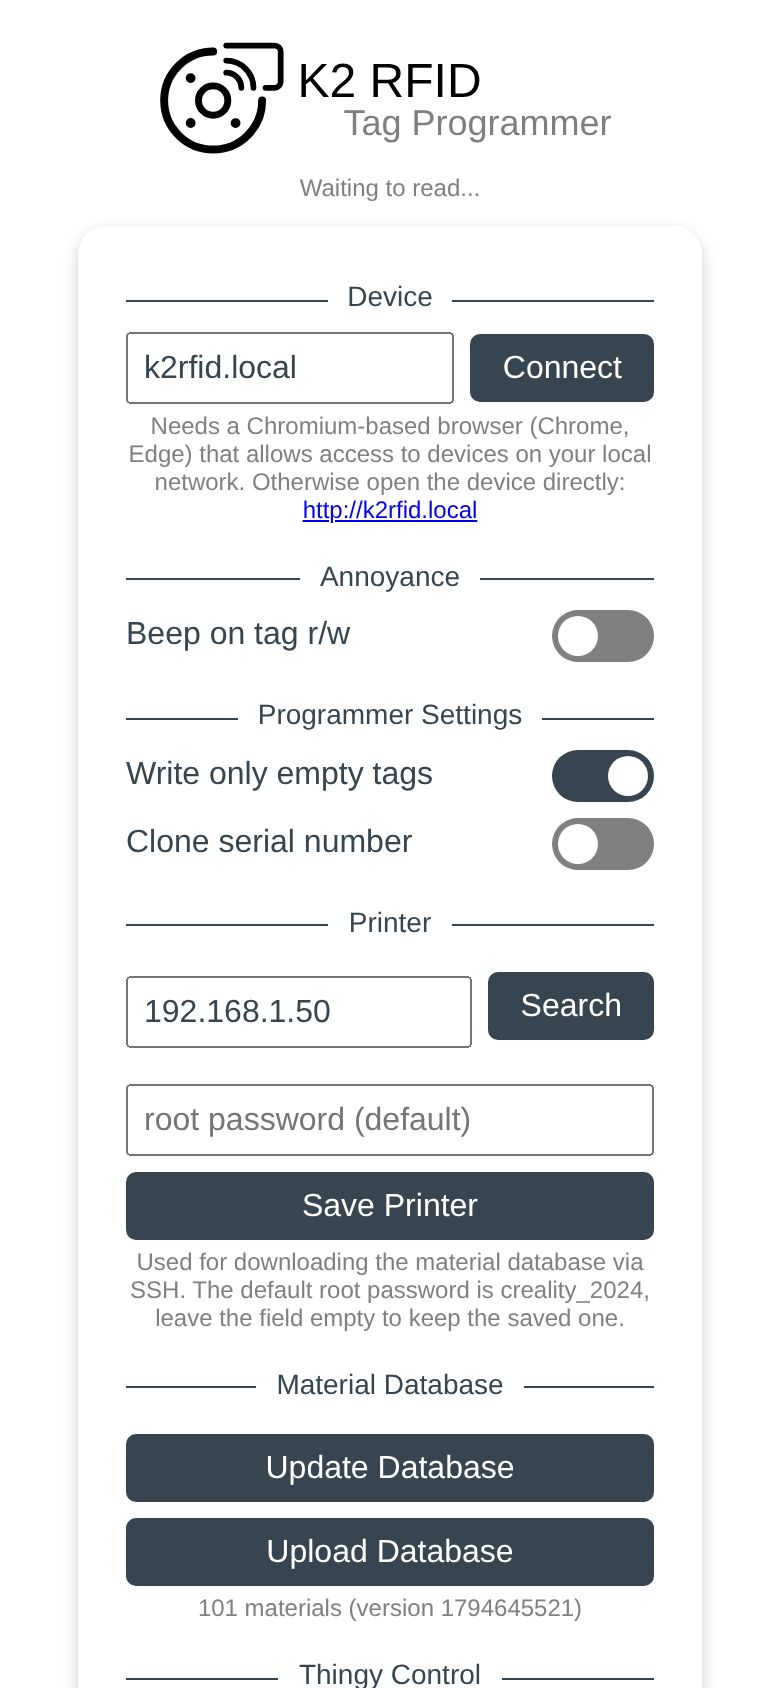 K2 RFID
Tag Programmer
Waiting to read...
Device
k2rfid.local
Connect
Needs a Chromium-based browser (Chrome,
Edge) that allows access to devices on your local
network. Otherwise open the device directly:
http://k2rfid.local
Annoyance
Beep on tag r/w
Programmer Settings
Write only empty tags
Clone serial number
Printer
192.168.1.50
Search
root password (default)
Save Printer
Used for downloading the material database via
SSH. The default root password is creality_2024,
leave the field empty to keep the saved one.
Material Database
Update Database
Upload Database
101 materials (version 1794645521)
Thingy Control